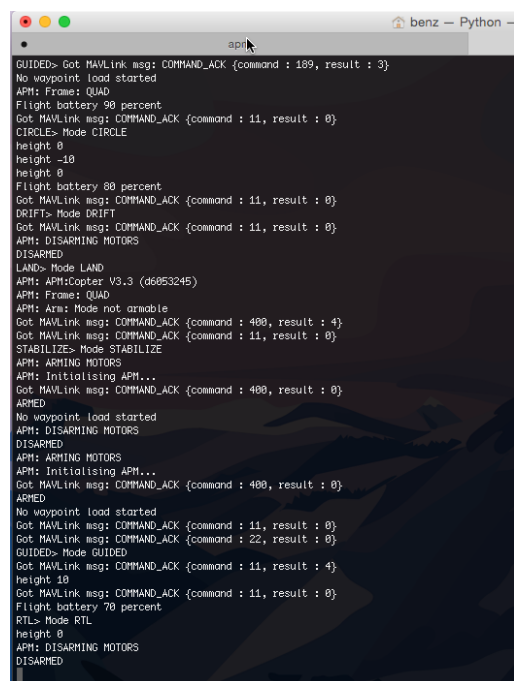 benz — Python —
apm
GUIDED> Got MAVLink msg: COMMAND_ACK {command : 189, result : 3}
No waypoint load started
APM: Frame: QUAD
Flight battery 90 percent
Got MAVLink msg: COMMAND_ACK {command : 11, result : 0}
CIRCLE> Mode CIRCLE
height 0
height -10
height 0
Flight battery 80 percent
Got MAVLink msg: COMMAND_ACK {command : 11, result : 0}
DRIFT> Mode DRIFT
Got MAVLink msg: COMMAND_ACK {command : 11, result : 0}
APM: DISARMING MOTORS
DISARMED
LAND> Mode LAND
APM: APM:Copter V3.3 (d6053245)
APM: Frame: QUAD
APM: Arm: Mode not armable
Got MAVLink msg: COMMAND_ACK {command : 400, result : 4}
Got MAVLink msg: COMMAND_ACK {command : 11, result : 0}
STABILIZE> Mode STABILIZE
APM: ARMING MOTORS
APM: Initialising APM...
Got MAVLink msg: COMMAND_ACK {command : 400, result : 0}
ARMED
No waypoint load started
APM: DISARMING MOTORS
DISARMED
APM: ARMING MOTORS
APM: Initialising APM...
Got MAVLink msg: COMMAND_ACK {command : 400, result : 0}
ARMED
No waypoint load started
Got MAVLink msg: COMMAND_ACK {command : 11, result : 0}
Got MAVLink msg: COMMAND_ACK {command : 22, result : 0}
GUIDED> Mode GUIDED
Got MAVLink msg: COMMAND_ACK {command : 11, result : 4}
height 10
Got MAVLink msg: COMMAND_ACK {command : 11, result : 0}
Flight battery 70 percent
RTL> Mode RTL
height 0
APM: DISARMING MOTORS
DISARMED